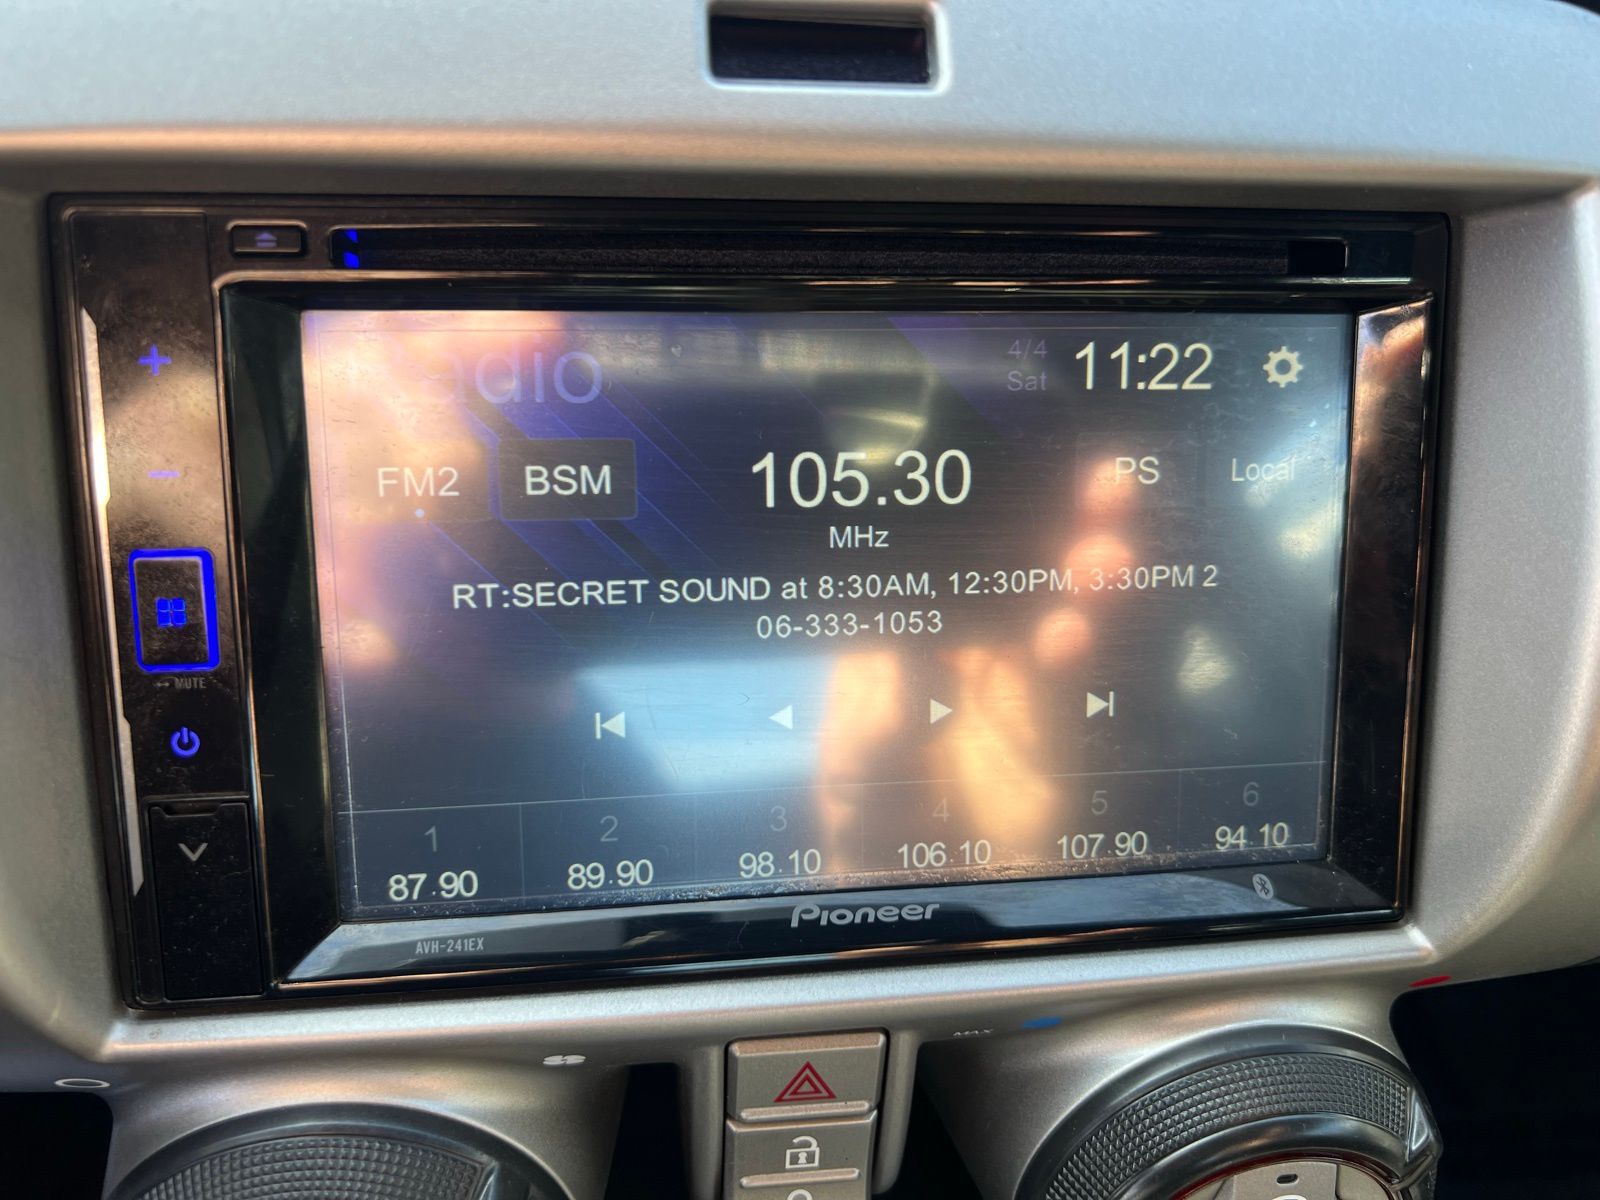 Radio
4/4
Sat
11:22
FM2
BSM
105.30
MHz
PS
Local
RT:SECRET SOUND at 8:30AM, 12:30PM, 3:30PM 2
06-333-1053
MUTE
1
2
3
4
5
6
87.90
89.90
98.10
106.10
107.90
94.10
Pioneer
AVH-241EX
MAX